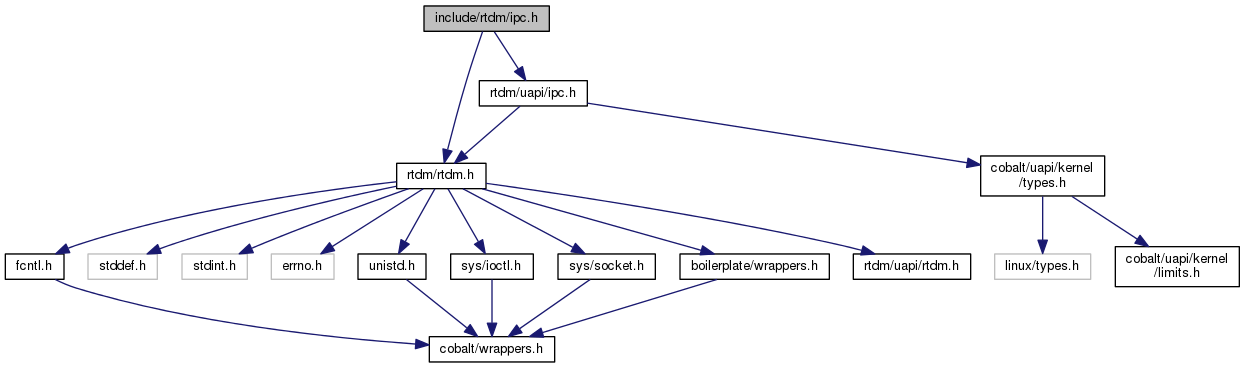 include/rtdm/ipc.h
rtdm/uapi/ipc.h
rtdm/rtdm.h
cobalt/uapi/kernel
/types.h
fcntl.h
stddef.h
stdint.h
errno.h
unistd.h
sys/ioctl.h
sys/socket.h
boilerplate/wrappers.h
rtdm/uapi/rtdm.h
linux/types.h
cobalt/uapi/kernel
/limits.h
cobalt/wrappers.h